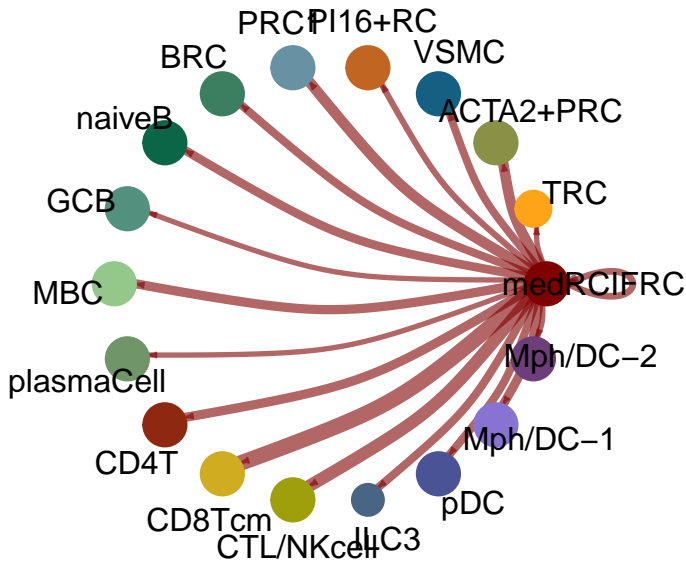 PRC1
PI16+RC
VSMC
BRC
ACTA2+PRC
naiveB
TRC
GCB
medRCIFRC
MBC
Mph/DC−2
plasmaCell
Mph/DC−1
CD4T
pDC
CD8Tcm
ILC3
CTL/NKcell